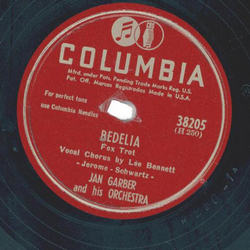 COLUMBIA
Mfrd. under Pats. Pending Trade Marks Reg. U.S.
Pat. Off. Marcas Registradas Made in U.S.A.
For perfect tone
use Columbia Needles
38205
(H 250)
BEDELIA
Fox Trot
Vocal Chorus by Lee Bennett
-Jerome-Schwartz-
JAN GARBER
and his ORCHESTRA